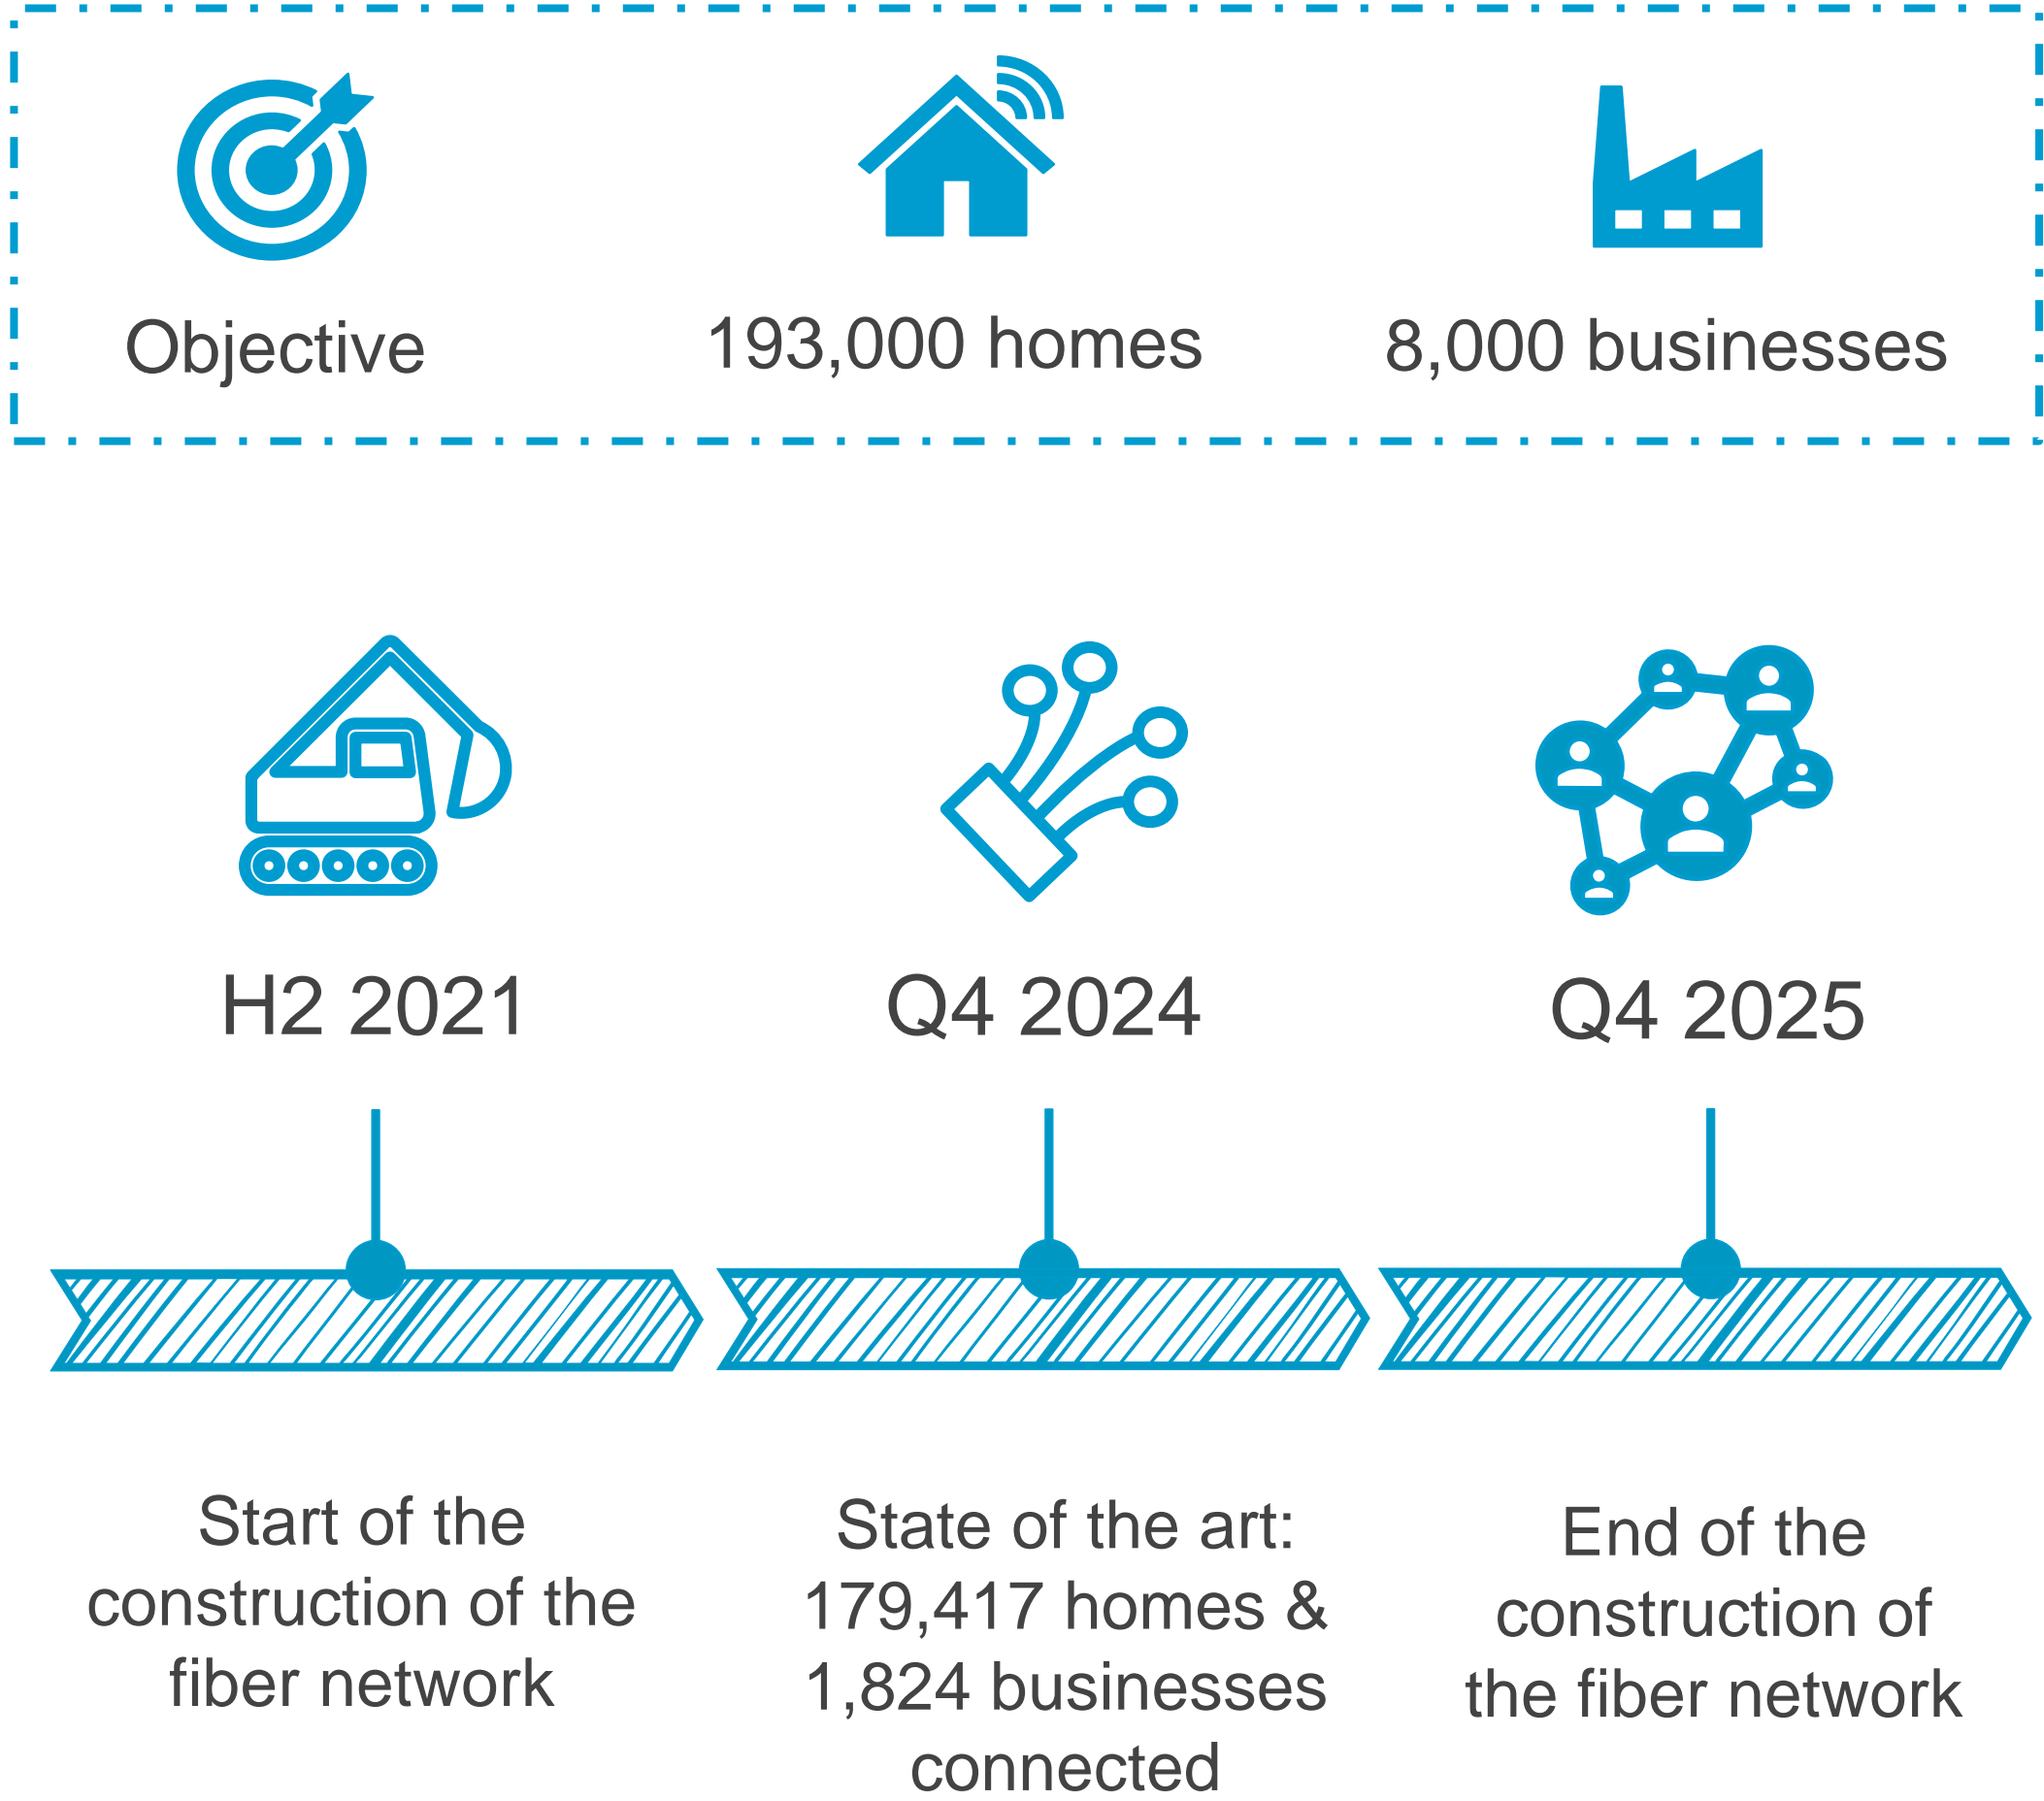 Objective
193,000 homes
8,000 businesses
H2 2021
Q4 2024
Q4 2025
Start of the
construction of the
fiber network
State of the art:
179,417 homes &
1,824 businesses
connected
End of the
construction of
the fiber network